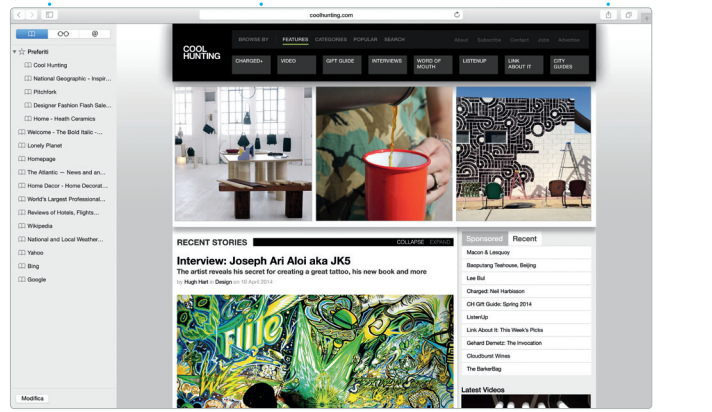 coolhunting.com
@
Preferiti
Cool Hunting
National Geographic - Inspir...
Pitchfork
Designer Fashion Flash Sale...
Home - Heath Ceramics
Welcome - The Bold Italic -...
Lonely Planet
Homepage
The Atlantic — News and an...
Home Decor - Home Decorat...
World's Largest Professional...
Reviews of Hotels, Flights...
Wikipedia
National and Local Weather...
Yahoo
Bing
Google
Modifica
COOL
HUNTING
BROWSE BY FEATURES CATEGORIES POPULAR SEARCH
About Subscribe Contact Jobs Advertise
CHARGED+
VIDEO
GIFT GUIDE
INTERVIEWS
WORD OF
MOUTH
LISTENUP
LINK
ABOUT IT
CITY
GUIDES
RECENT STORIES
COLLAPSE EXPAND
Interview: Joseph Ari Aloi aka JK5
The artist reveals his secret for creating a great tattoo, his new book and more
by Hugh Hart in Design on 18 April 2014
Sponsored Recent
Macon & Lesquoy
Baoputang Teahouse, Beijing
Lee Bul
Charged: Neil Harbisson
CH Gift Guide: Spring 2014
ListenUp
Link About It: This Week's Picks
Gehard Demetz: The Invocation
Cloudburst Wines
The BarkerBag
Latest Videos